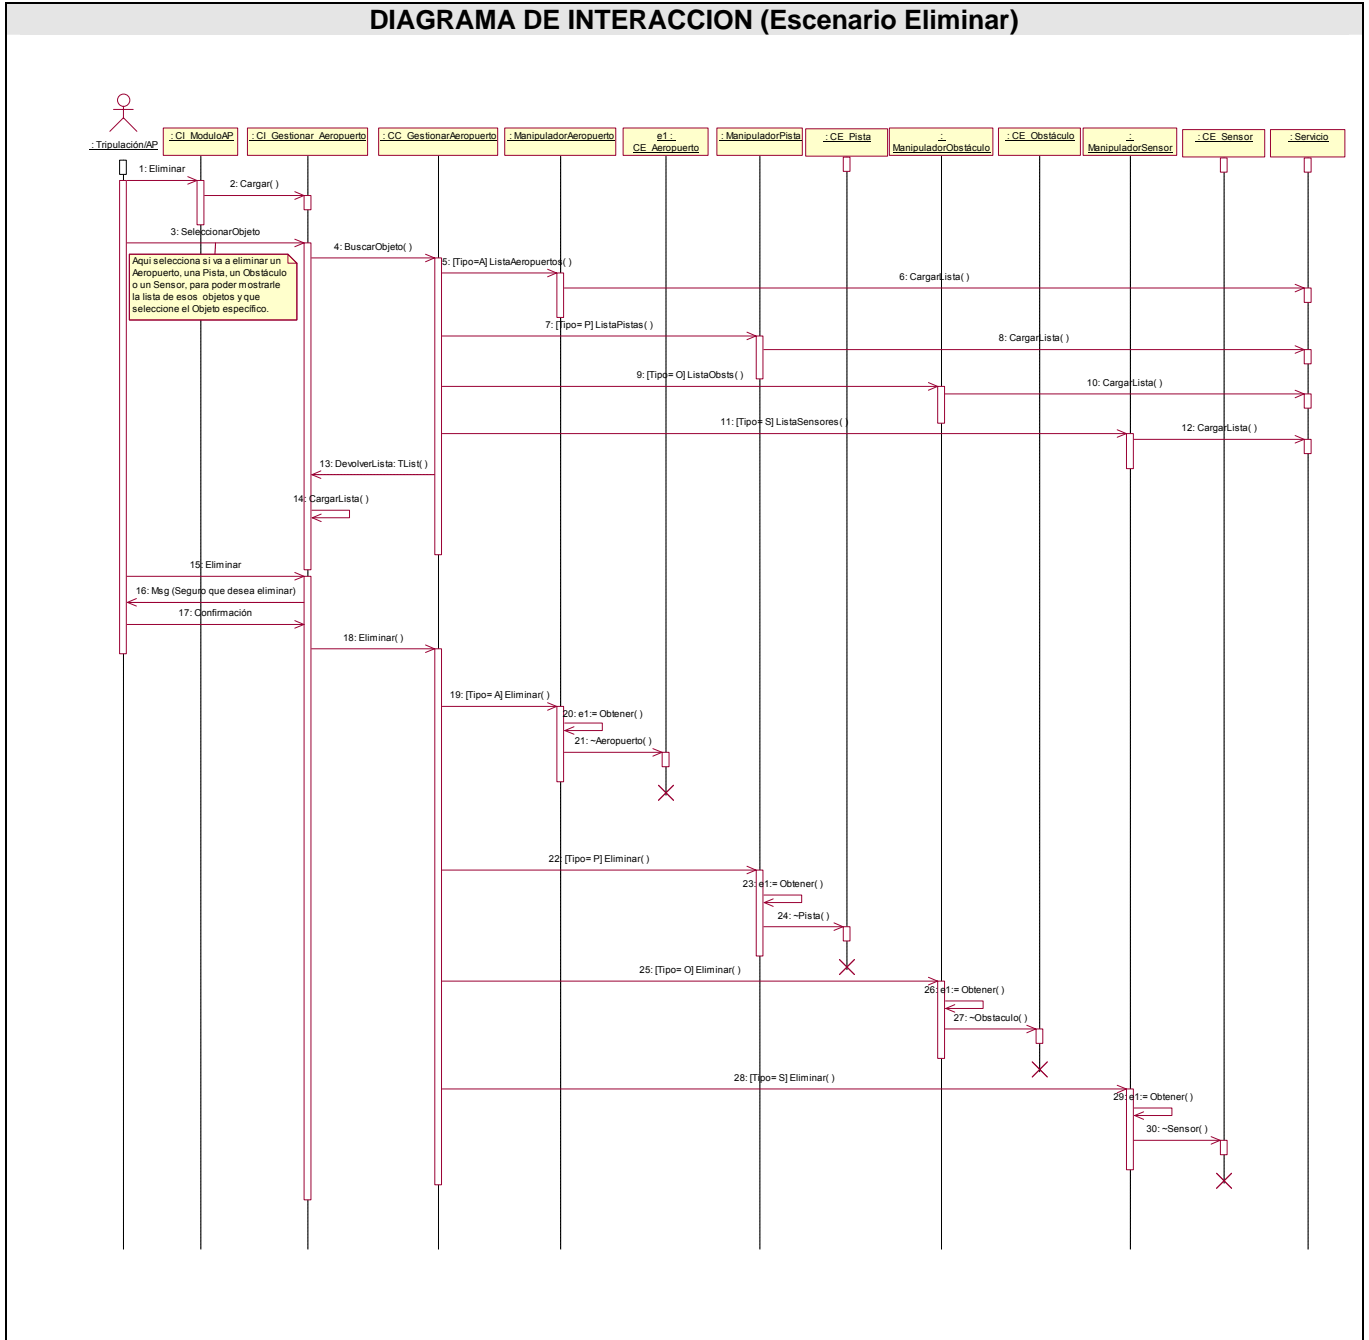 DIAGRAMA DE INTERACCION (Escenario Eliminar)
: Tripulación/AP
: CI_ModuloAP
: CI_Gestionar_Aeropuerto
: CC_GestionarAeropuerto
: ManipuladorAeropuerto
e1 :
CE_Aeropuerto
: ManipuladorPista
: CE_Pista
:
ManipuladorObstáculo
: CE_Obstáculo
:
ManipuladorSensor
: CE_Sensor
: Servicio
1: Eliminar
2: Cargar( )
3: SeleccionarObjeto
Aqui selecciona si va a eliminar un
Aeropuerto, una Pista, un Obstáculo
o un Sensor, para poder mostrarle
la lista de esos objetos y que
seleccione el Objeto específico.
4: BuscarObjeto( )
5: [Tipo=A] ListaAeropuertos( )
6: CargarLista( )
7: [Tipo= P] ListaPistas( )
8: CargarLista( )
9: [Tipo= O] ListaObsts( )
10: CargarLista( )
11: [Tipo= S] ListaSensores( )
12: CargarLista( )
13: DevolverLista: TList( )
14: CargarLista( )
15: Eliminar
16: Msg (Seguro que desea eliminar)
17: Confirmación
18: Eliminar( )
19: [Tipo= A] Eliminar( )
20: e1:= Obtener( )
21: ~Aeropuerto( )
22: [Tipo= P] Eliminar( )
23: e1:= Obtener( )
24: ~Pista( )
25: [Tipo= O] Eliminar( )
26: e1:= Obtener( )
27: ~Obstaculo( )
28: [Tipo= S] Eliminar( )
29: e1:= Obtener( )
30: ~Sensor( )